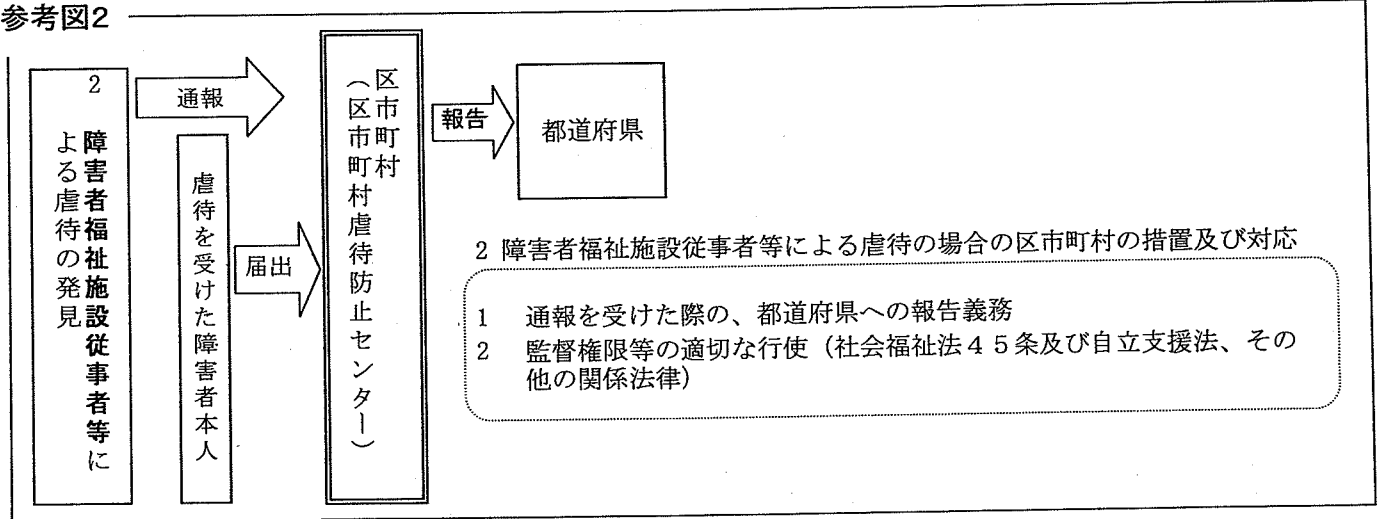 参考図2
2 障害者福祉施設従事者等に
よる虐待の発見
通報
虐待を受けた障害者本人
届出
区市町村
（区市町村虐待防止センター）
報告
都道府県
2 障害者福祉施設従事者等による虐待の場合の区市町村の措置及び対応
1 通報を受けた際の、都道府県への報告義務
2 監督権限等の適切な行使（社会福祉法４５条及び自立支援法、その
他の関係法律）